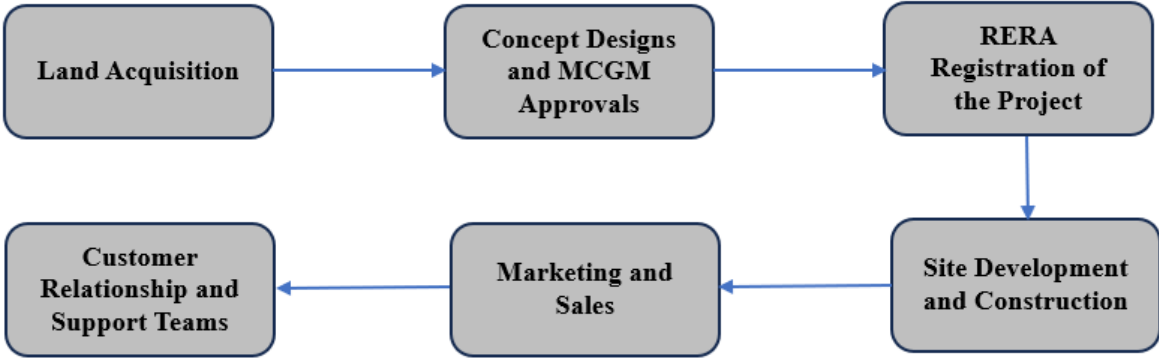 Land Acquisition
Concept Designs
and MCGM
Approvals
RERA
Registration of
the Project
Site Development
and Construction
Marketing and
Sales
Customer
Relationship and
Support Teams